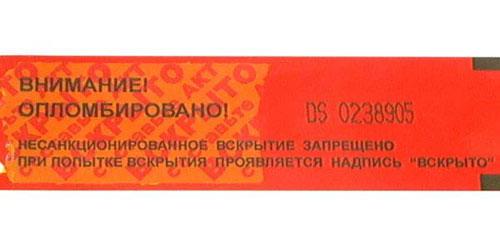 ВНИМАНИЕ!
ОПЛОМБИРОВАНО!
DS 0238905
НЕСАНКЦИОНИРОВАННОЕ ВСКРЫТИЕ ЗАПРЕЩЕНО
ПРИ ПОПЫТКЕ ВСКРЫТИЯ ПРОЯВЛЯЕТСЯ НАДПИСЬ "ВСКРЫТО"